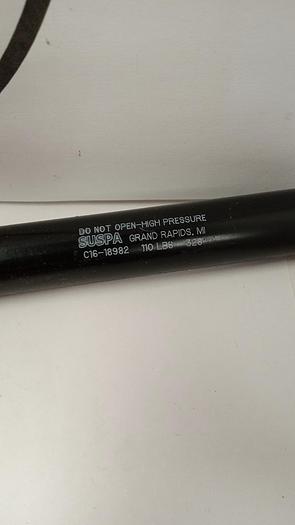 DO NOT OPEN-HIGH PRESSURE
SUSPA GRAND RAPIDS, MI
C16-18982 110 LBS